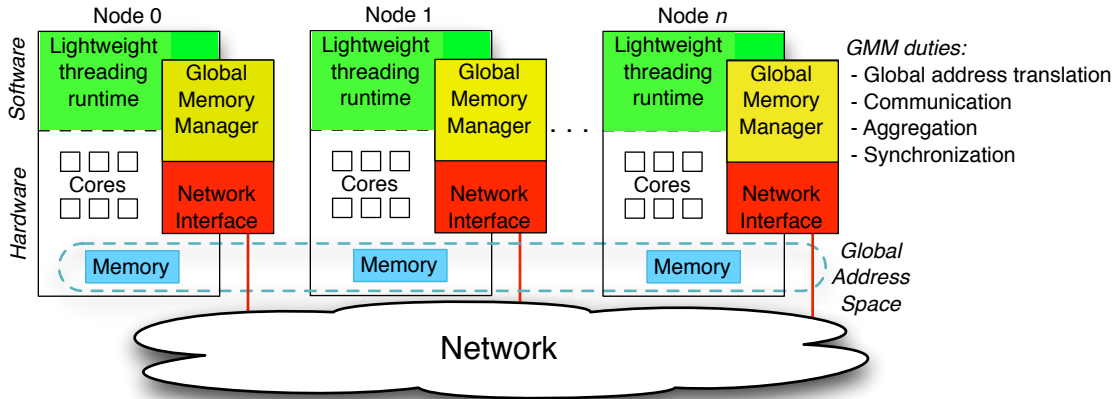 Node 0
Node 1
Node n
Software
Lightweight
threading
runtime
Global
Memory
Manager
Lightweight
threading
runtime
Global
Memory
Manager
. . .
Lightweight
threading
runtime
Global
Memory
Manager
GMM duties:
- Global address translation
- Communication
- Aggregation
- Synchronization
Hardware
Cores
Network
Interface
Cores
Network
Interface
Cores
Network
Interface
Memory
Memory
Memory
Global
Address
Space
Network